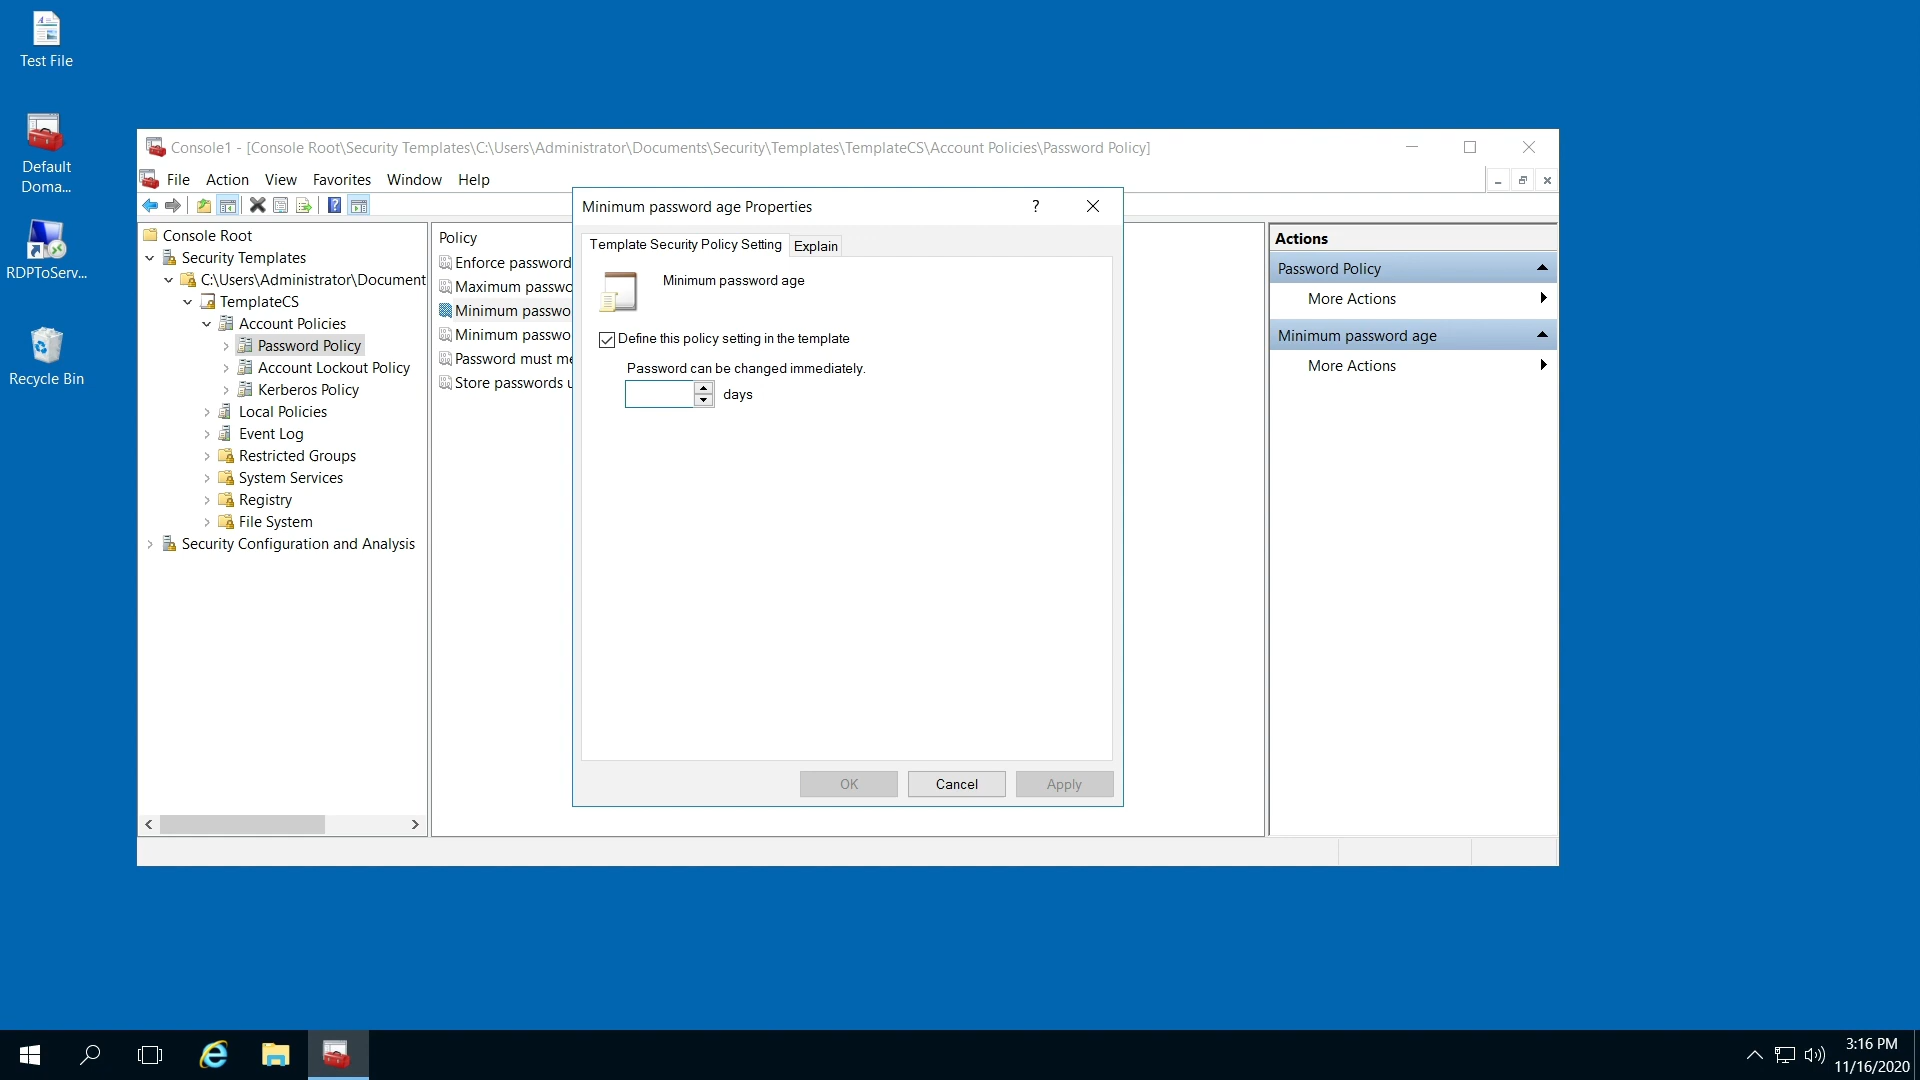 Test File
Default
Doma...
RDPToServ...
Recycle Bin
Console1 - [Console Root\Security Templates\C:\Users\Administrator\Documents\Security\Templates\TemplateCS\Account Policies\Password Policy]
File Action View Favorites Window Help
Console Root
Security Templates
C:\Users\Administrator\Document
TemplateCS
Account Policies
Password Policy
Account Lockout Policy
Kerberos Policy
Local Policies
Event Log
Restricted Groups
System Services
Registry
File System
Security Configuration and Analysis
Policy
Enforce password
Maximum passwo
Minimum passwo
Minimum passwo
Password must me
Store passwords u
Minimum password age Properties
?
Template Security Policy Setting
Explain
Minimum password age
Define this policy setting in the template
Password can be changed immediately.
days
OK
Cancel
Apply
Actions
Password Policy
More Actions
Minimum password age
More Actions
3:16 PM
11/16/2020